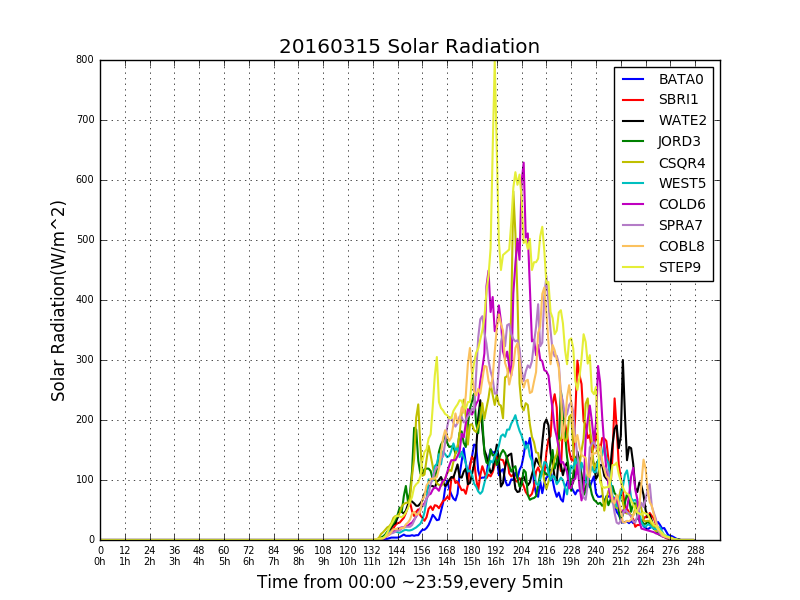 20160315 Solar Radiation
800
700
600
500
400
300
200
100
0
Solar Radiation(W/m^2)
BATA0
SBRI1
WATE2
JORD3
CSQR4
WEST5
COLD6
SPRA7
COBL8
STEP9
0 12 24 36 48 60 72 84 96 108 120 132 144 156 168 180 192 204 216 228 240 252 264 276 288
0h 1h 2h 3h 4h 5h 6h 7h 8h 9h 10h 11h 12h 13h 14h 15h 16h 17h 18h 19h 20h 21h 22h 23h 24h
Time from 00:00 ~23:59,every 5min